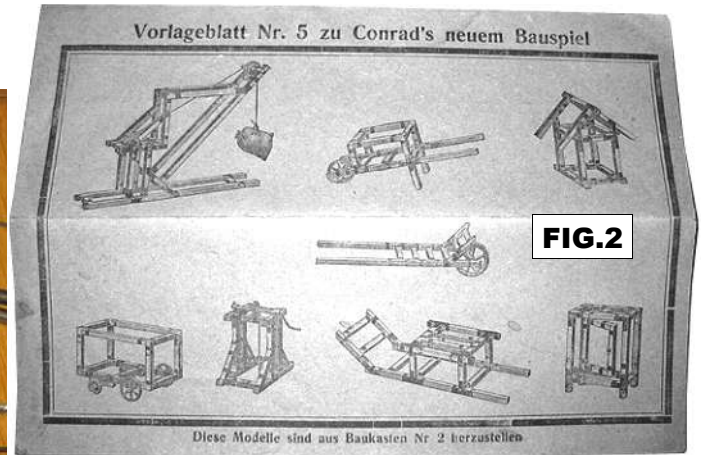 Vorlageblatt Nr. 5 zu Conrad's neuem Bauspiel
FIG.2
Diese Modelle sind aus Baukasten Nr 2 herzustellen